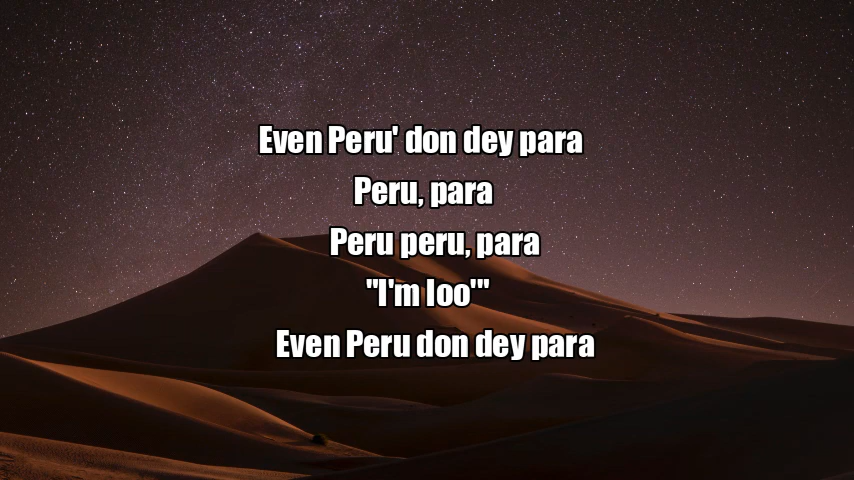 Even Peru' don dey para
Peru, para
Peru peru, para
"I'm loo'"
Even Peru don dey para